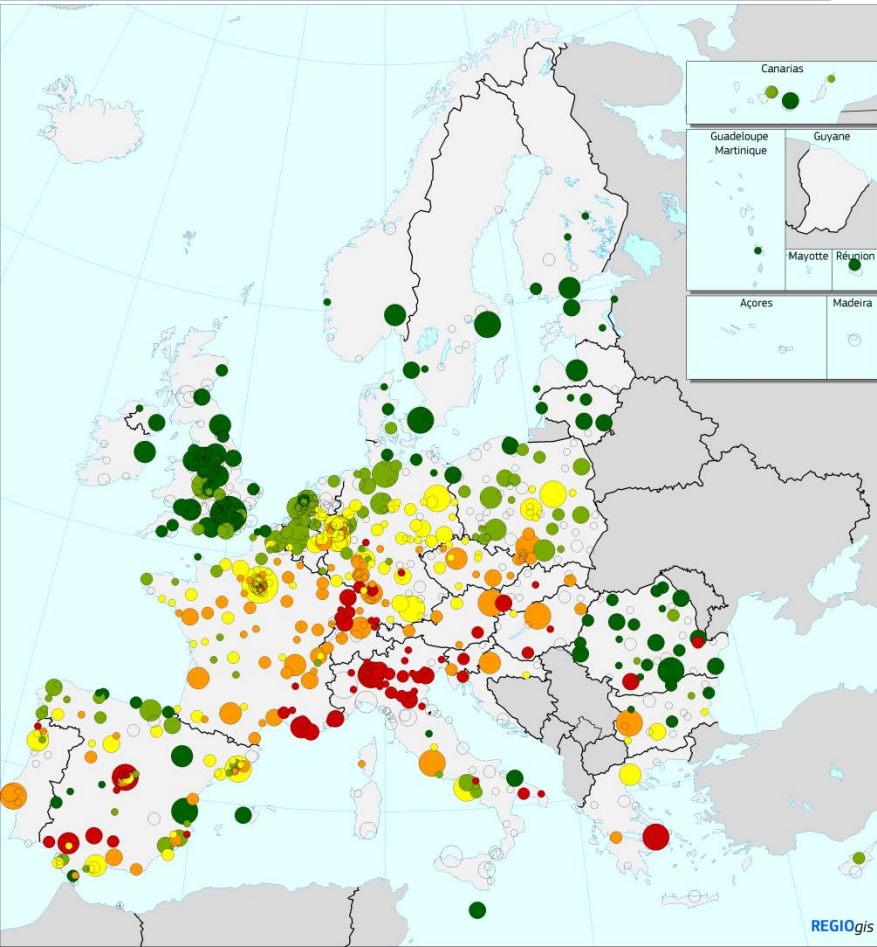 Canarias
Guadeloupe
Martinique
Guyane
Mayotte
Réunion
Açores
Madeira
REGIOgis